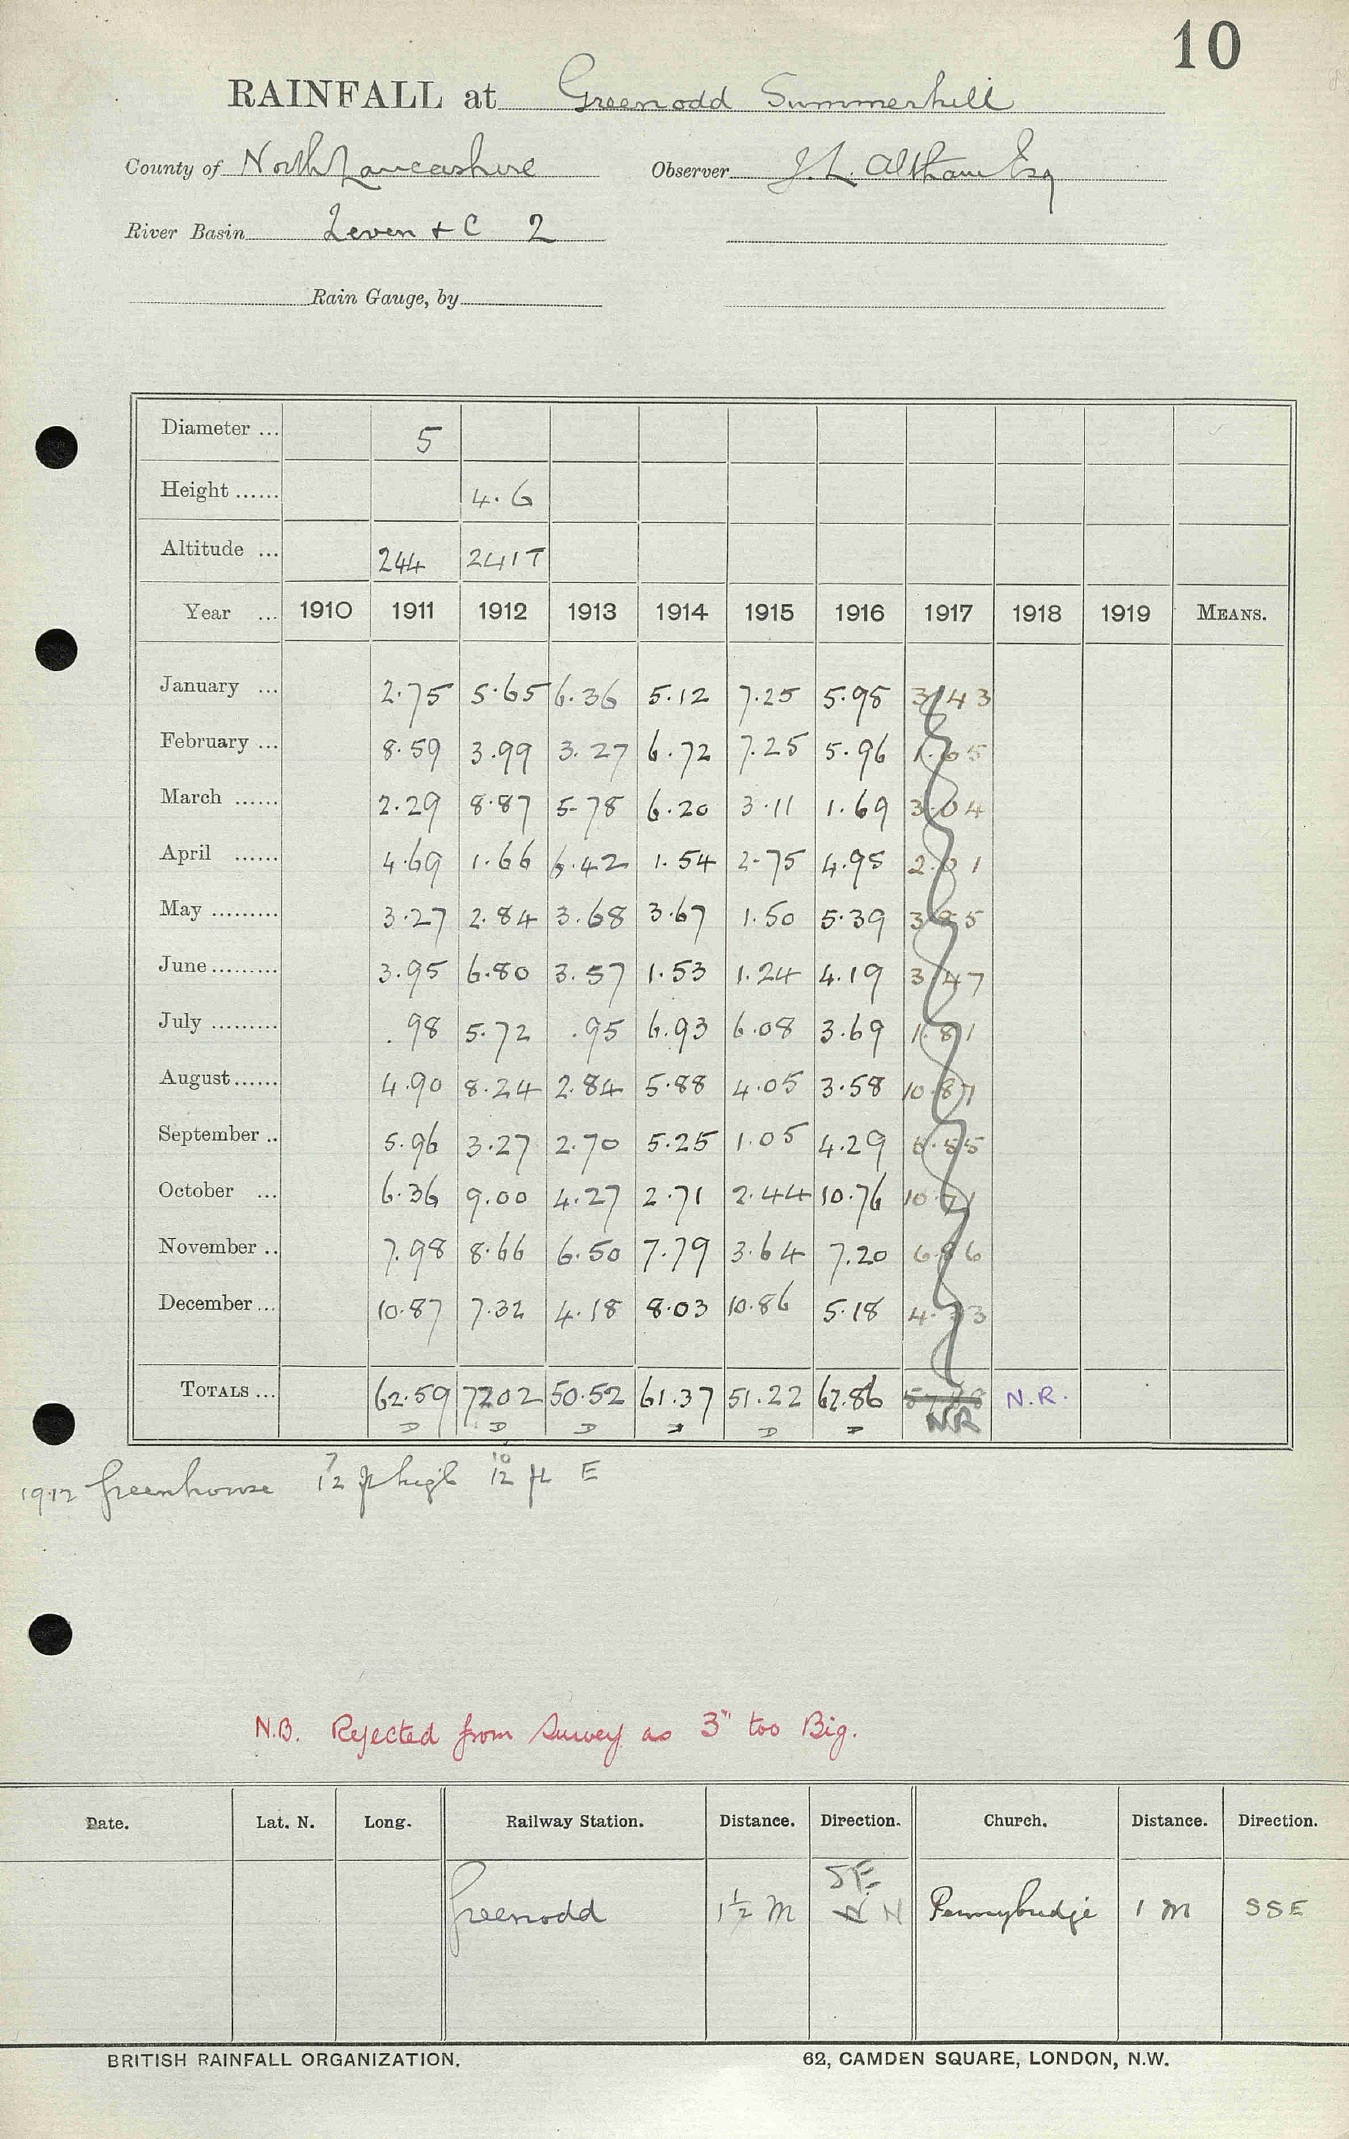 10
RAINFALL at Greenodd Summerhill
County of North Lancashire Observer J. L. Altham Esq
River Basin Leven & C 2
Rain Gauge, by
Diameter ... 5
Height ...... 4.6
Altitude ... 244 241T
Year ... 1910 1911 1912 1913 1914 1915 1916 1917 1918 1919 MEANS.
January ... 2.75 5.65 6.36 5.12 7.25 5.98 3.43
February ... 8.59 3.99 3.27 6.72 7.25 5.96 1.65
March ...... 2.29 8.87 5.78 6.20 3.11 1.69 3.04
April ...... 4.69 1.66 6.42 1.54 2.75 4.95 2.01
May ......... 3.27 2.84 3.68 3.67 1.50 5.39
June ......... 3.95 6.80 3.57 1.53 1.24 4.19 3.47
July ......... .98 5.72 .95 6.93 6.08 3.69 1.81
August ...... 4.90 8.24 2.84 5.88 4.05 3.58 10.87
September .. 5.96 3.27 2.70 5.25 1.05 4.29 5.55
October ... 6.36 9.00 4.27 2.71 2.44 10.76 10.71
November .. 7.98 8.66 6.50 7.79 3.64 7.20
December ... 10.87 7.32 4.18 8.03 10.86 5.18
TOTALS ... 62.59 7202 50.52 61.37 51.22 62.86 NR N.R.
D D D D
1912 Greenhouse 7 12 ft high 10 12 ft E
N.B. Rejected from Survey as 3" too Big.
Date. Lat. N. Long. Railway Station. Distance. Direction. Church. Distance. Direction.
Greenodd 1½ M SE N N Pennybridge 1 M SSE
BRITISH RAINFALL ORGANIZATION. 62, CAMDEN SQUARE, LONDON, N.W.